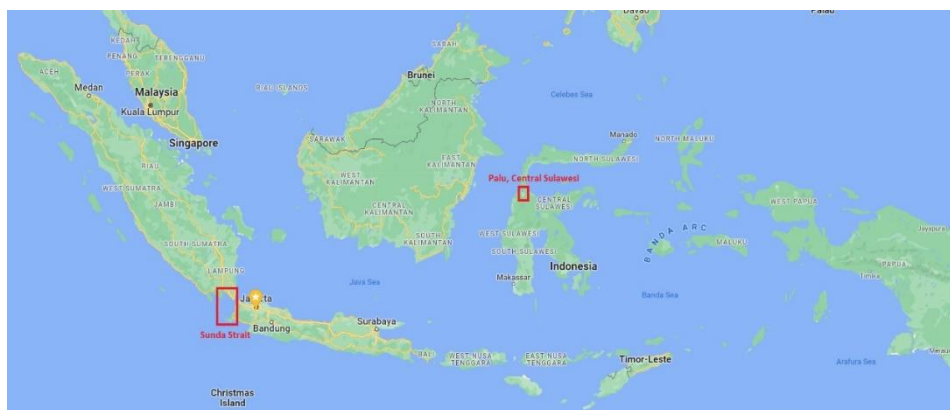 Davao
Palau
KEDAH
PENANG
TERENGGANU
PERAK
Malaysia
Kuala Lumpur
Singapore
ACEH
Medan
RIAU
WEST SUMATRA
JAMBI
SOUTH SUMATRA
LAMPUNG
RIAU ISLANDS
SABAH
Brunei
SARAWAK
NORTH
KALIMANTAN
EAST
KALIMANTAN
WEST
KALIMANTAN
CENTRAL
KALIMANTAN
SOUTH
KALIMANTAN
Celebes Sea
Manado
NORTH SULAWESI
NORTH MALUKU
Palu, Central Sulawesi
CENTRAL
SULAWESI
WEST SULAWESI
SOUTH
SULAWESI
Makassar
Indonesia
BANDA ARC
MALUKU
WEST PAPUA
Jayapura
PAPUA
Timika
Java Sea
Banda Sea
Jakarta
Bandung
Surabaya
Sunda Strait
BALI
WEST NUSA
TENGGARA
EAST NUSA
TENGGARA
Timor-Leste
Arafura Sea
Christmas
Island